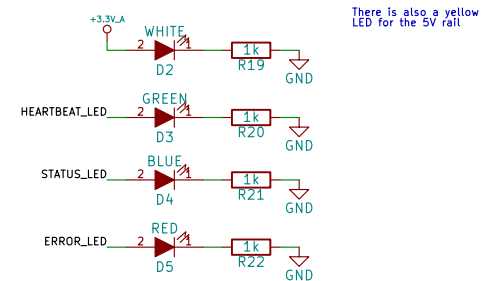 There is also a yellow
LED for the 5V rail
+3.3V_A
WHITE
2 1 1k
D2 R19
GND
GREEN
HEARTBEAT_LED 2 1 1k
D3 R20
GND
BLUE
STATUS_LED 2 1 1k
D4 R21
GND
RED
ERROR_LED 2 1 1k
D5 R22
GND